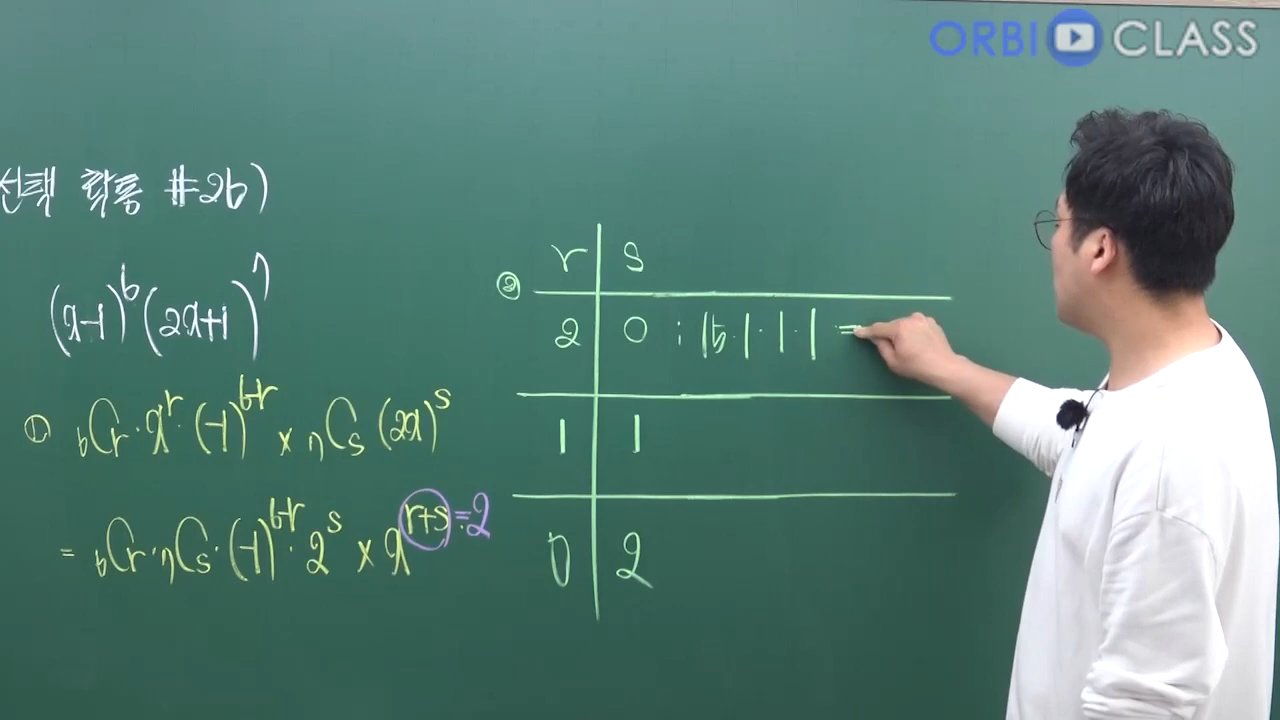 ORBI CLASS
선택 확통 #26)
(x-1)^6 (2x+1)^7
① ₆Cᵣ · x^r · (-1)^{6-r} × ₇Cₛ (2x)^s
= ₆Cᵣ · ₇Cₛ · (-1)^{6-r} · 2^s × x^{r+s} = 2
② r s
2 0 : 15 · 1 · 1 · 1 =
1 1
0 2